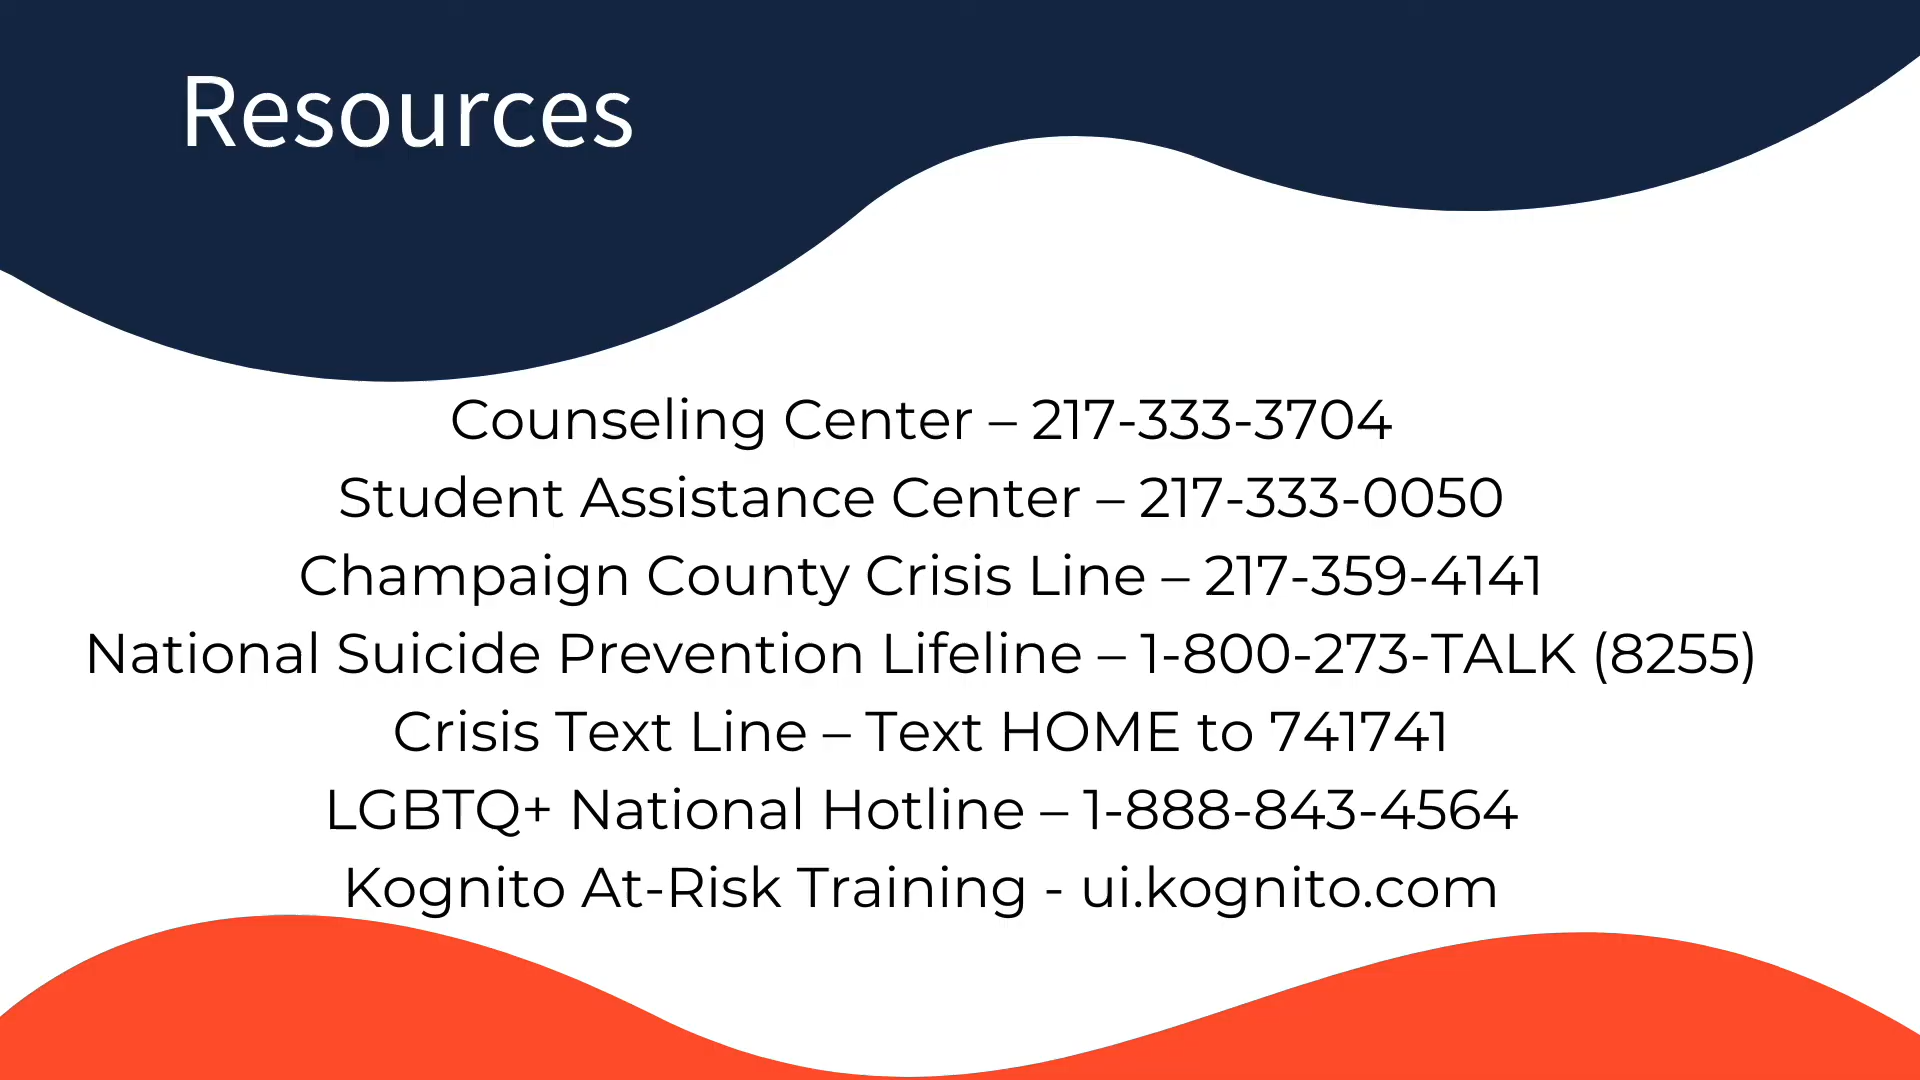 Resources
Counseling Center – 217-333-3704
Student Assistance Center – 217-333-0050
Champaign County Crisis Line – 217-359-4141
National Suicide Prevention Lifeline – 1-800-273-TALK (8255)
Crisis Text Line – Text HOME to 741741
LGBTQ+ National Hotline – 1-888-843-4564
Kognito At-Risk Training - ui.kognito.com